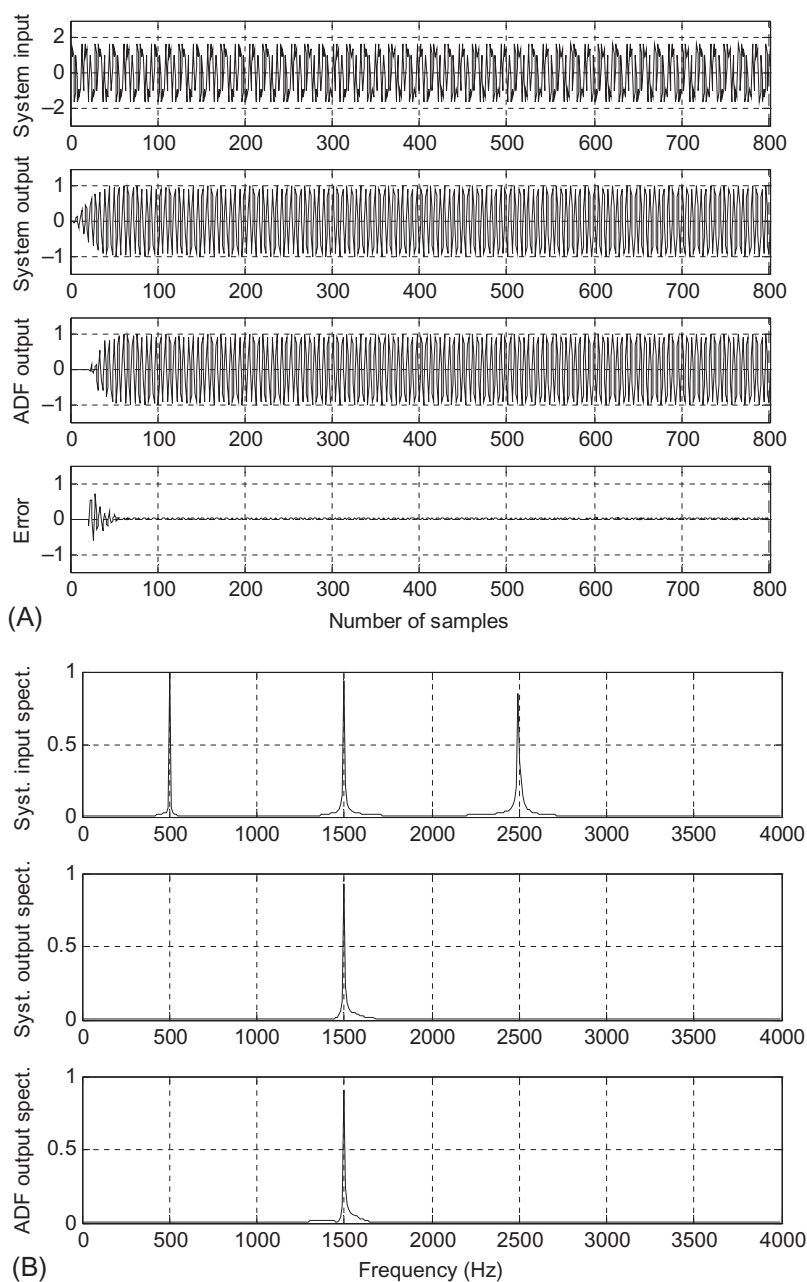 System input
2
0
−2
0 100 200 300 400 500 600 700 800
System output
1
0
−1
0 100 200 300 400 500 600 700 800
ADF output
1
0
−1
0 100 200 300 400 500 600 700 800
Error
1
0
−1
0 100 200 300 400 500 600 700 800
(A)
Number of samples
Syst. input spect.
1
0.5
0
0 500 1000 1500 2000 2500 3000 3500 4000
Syst. output spect.
1
0.5
0
0 500 1000 1500 2000 2500 3000 3500 4000
ADF output spect.
1
0.5
0
0 500 1000 1500 2000 2500 3000 3500 4000
(B)
Frequency (Hz)